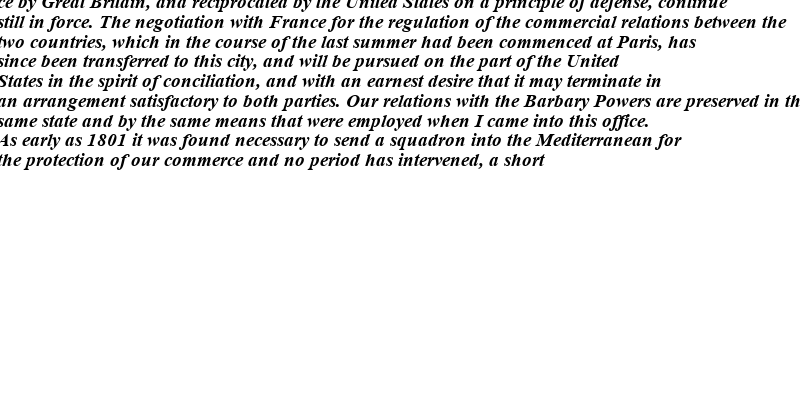 ce by Great Britain, and reciprocated by the United States on a principle of defense, continue
still in force. The negotiation with France for the regulation of the commercial relations between the
two countries, which in the course of the last summer had been commenced at Paris, has
since been transferred to this city, and will be pursued on the part of the United
States in the spirit of conciliation, and with an earnest desire that it may terminate in
an arrangement satisfactory to both parties. Our relations with the Barbary Powers are preserved in th
same state and by the same means that were employed when I came into this office.
As early as 1801 it was found necessary to send a squadron into the Mediterranean for
the protection of our commerce and no period has intervened, a short